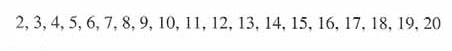 2, 3, 4, 5, 6, 7, 8, 9, 10, 11, 12, 13, 14, 15, 16, 17, 18, 19, 20